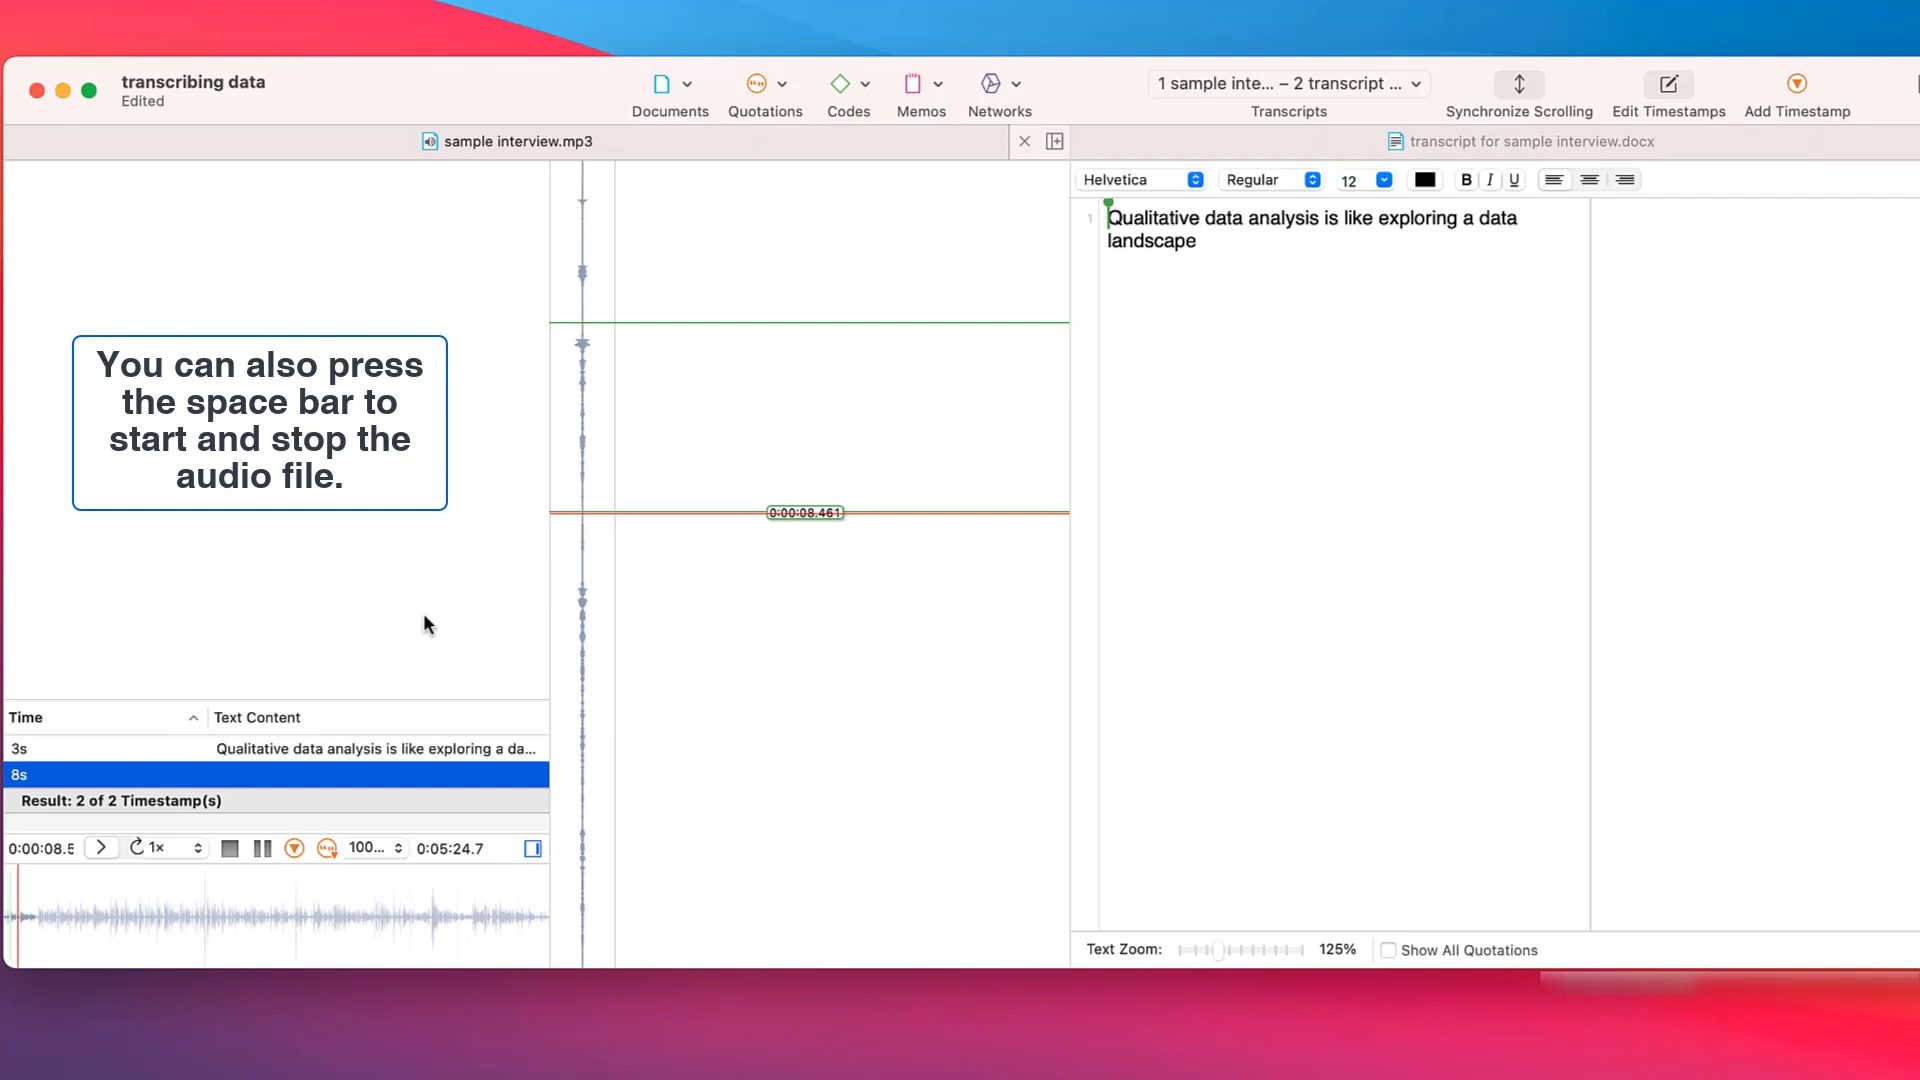 transcribing data
Edited
Documents
Quotations
Codes
Memos
Networks
1 sample inte... – 2 transcript ...
Transcripts
Synchronize Scrolling
Edit Timestamps
Add Timestamp
sample interview.mp3
transcript for sample interview.docx
Helvetica
Regular
12
B I U
1
Qualitative data analysis is like exploring a data
landscape
You can also press
the space bar to
start and stop the
audio file.
0:00:08.461
Time
Text Content
3s
Qualitative data analysis is like exploring a da...
8s
Result: 2 of 2 Timestamp(s)
0:00:08.5
1×
100...
0:05:24.7
Text Zoom:
125%
Show All Quotations